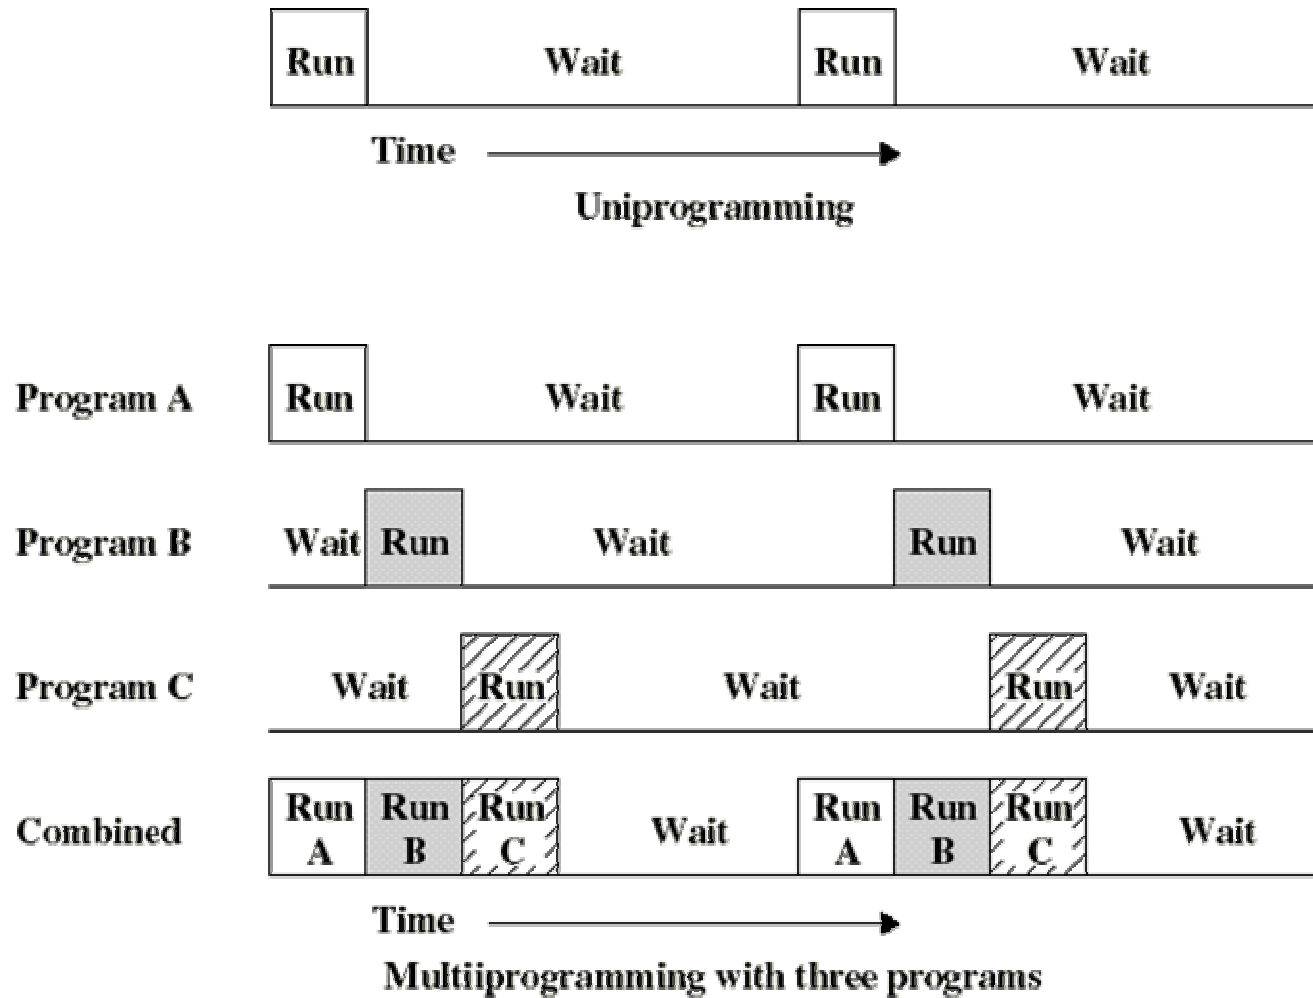 Run Wait Run Wait
Time
Uniprogramming
Program A Run Wait Run Wait
Program B Wait Run Wait Run Wait
Program C Wait Run Wait Run Wait
Combined Run A Run B Run C Wait Run A Run B Run C Wait
Time
Multiiprogramming with three programs